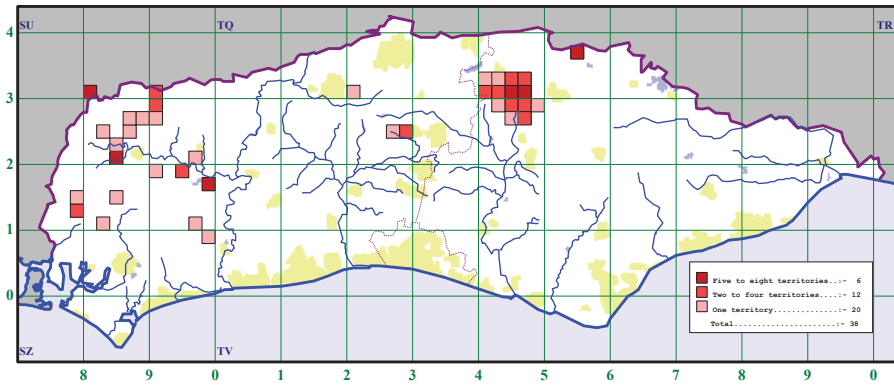 SU TQ TR
4
3
2
1
0
Five to eight territories..:- 6
Two to four territories....:- 12
One territory............:- 20
Total.....................:- 38
SZ TV
8 9 0 1 2 3 4 5 6 7 8 9 0